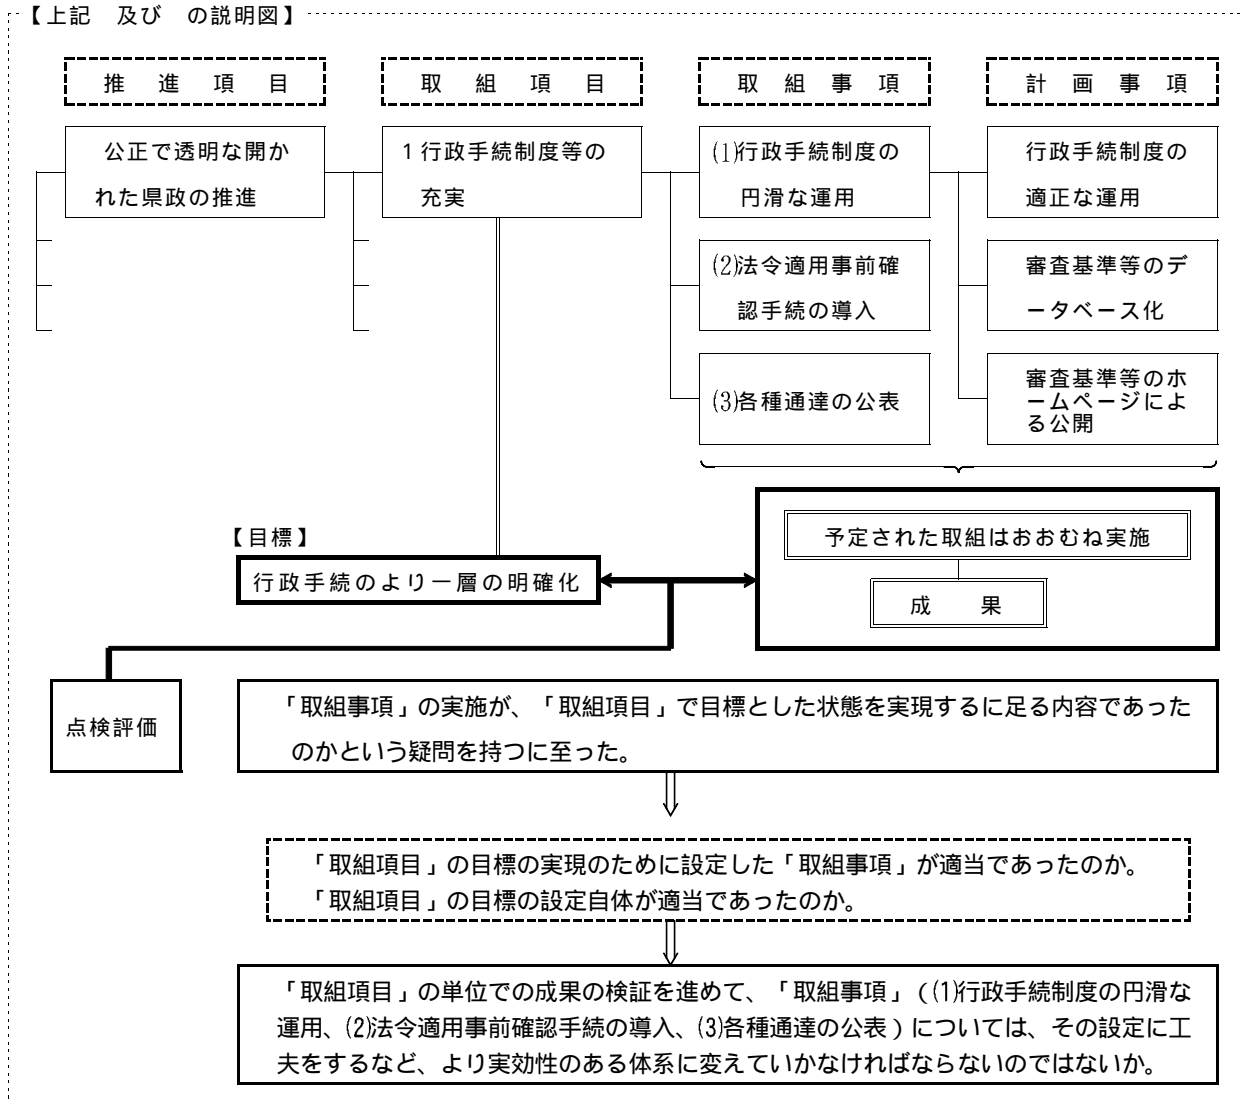 【上記　及び　の説明図】
推進項目
取組項目
取組事項
計画事項
公正で透明な開か
れた県政の推進
1行政手続制度等の
充実
(1)行政手続制度の
円滑な運用
行政手続制度の
適正な運用
(2)法令適用事前確
認手続の導入
審査基準等のデ
ータベース化
(3)各種通達の公表
審査基準等のホ
ームページによ
る公開
【目標】
行政手続のより一層の明確化
予定された取組はおおむね実施
成　果
点検評価
「取組事項」の実施が、「取組項目」で目標とした状態を実現するに足る内容であった
のかという疑問を持つに至った。
「取組項目」の目標の実現のために設定した「取組事項」が適当であったのか。
「取組項目」の目標の設定自体が適当であったのか。
「取組項目」の単位での成果の検証を進めて、「取組事項」（(1)行政手続制度の円滑な
運用、(2)法令適用事前確認手続の導入、(3)各種通達の公表）については、その設定に工
夫をするなど、より実効性のある体系に変えていかなければならないのではないか。